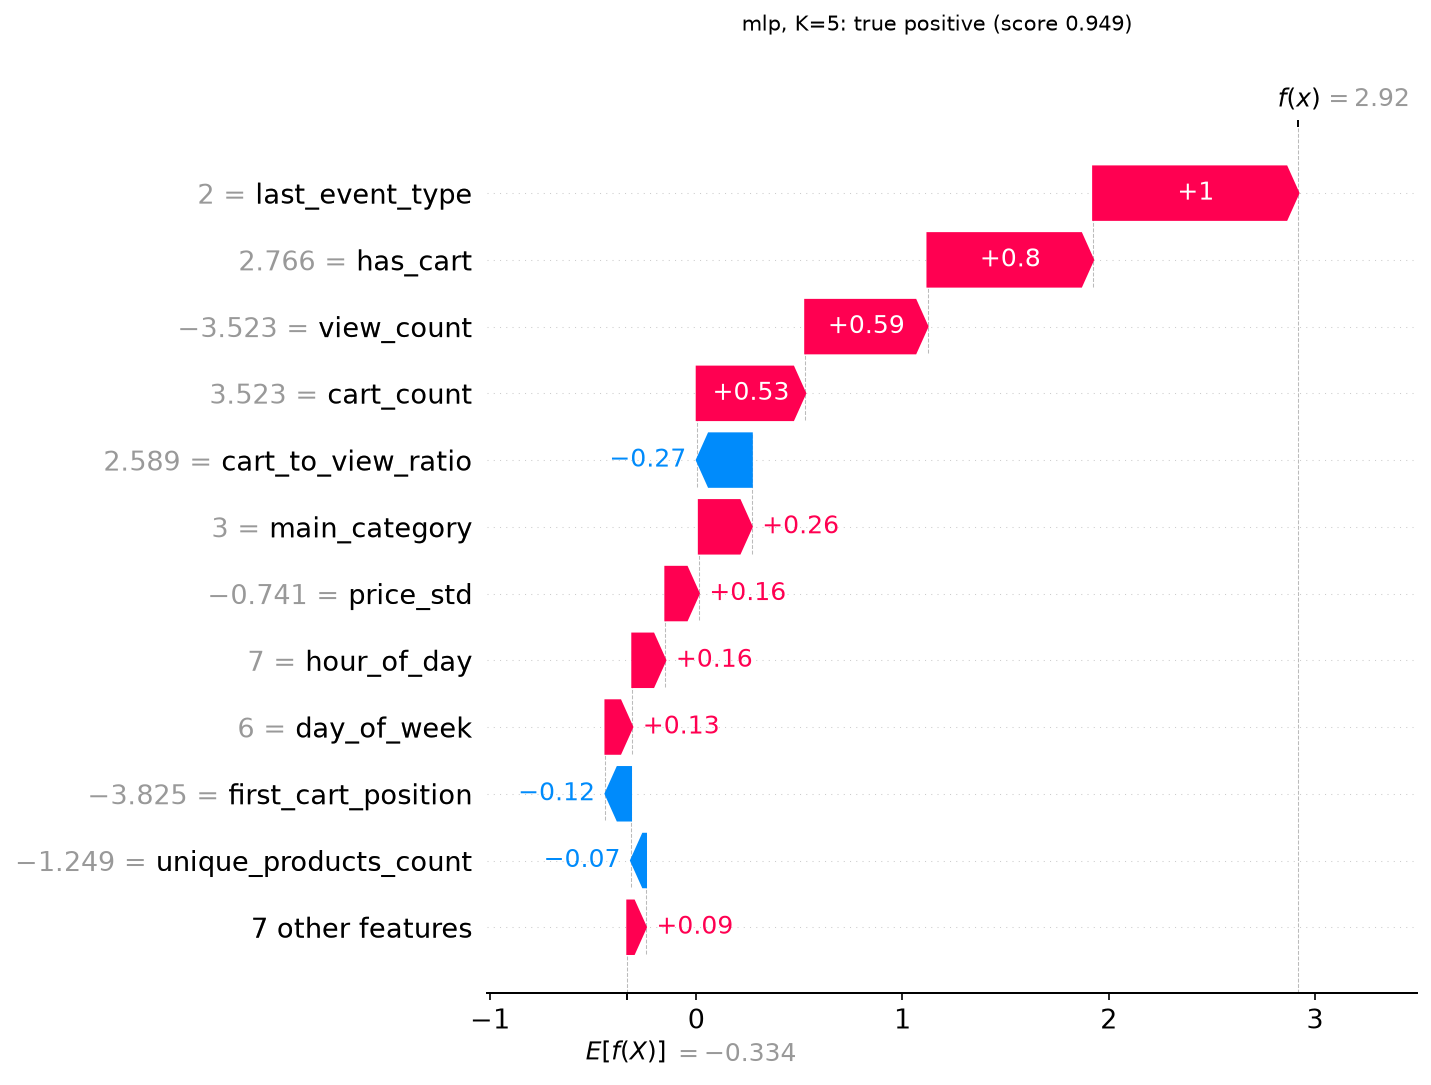 mlp, K=5: true positive (score 0.949)
f(x) = 2.92
2 = last_event_type +1
2.766 = has_cart +0.8
−3.523 = view_count +0.59
3.523 = cart_count +0.53
2.589 = cart_to_view_ratio −0.27
3 = main_category +0.26
−0.741 = price_std +0.16
7 = hour_of_day +0.16
6 = day_of_week +0.13
−3.825 = first_cart_position −0.12
−1.249 = unique_products_count −0.07
7 other features +0.09
−1 0 1 2 3
E[f(X)] = −0.334